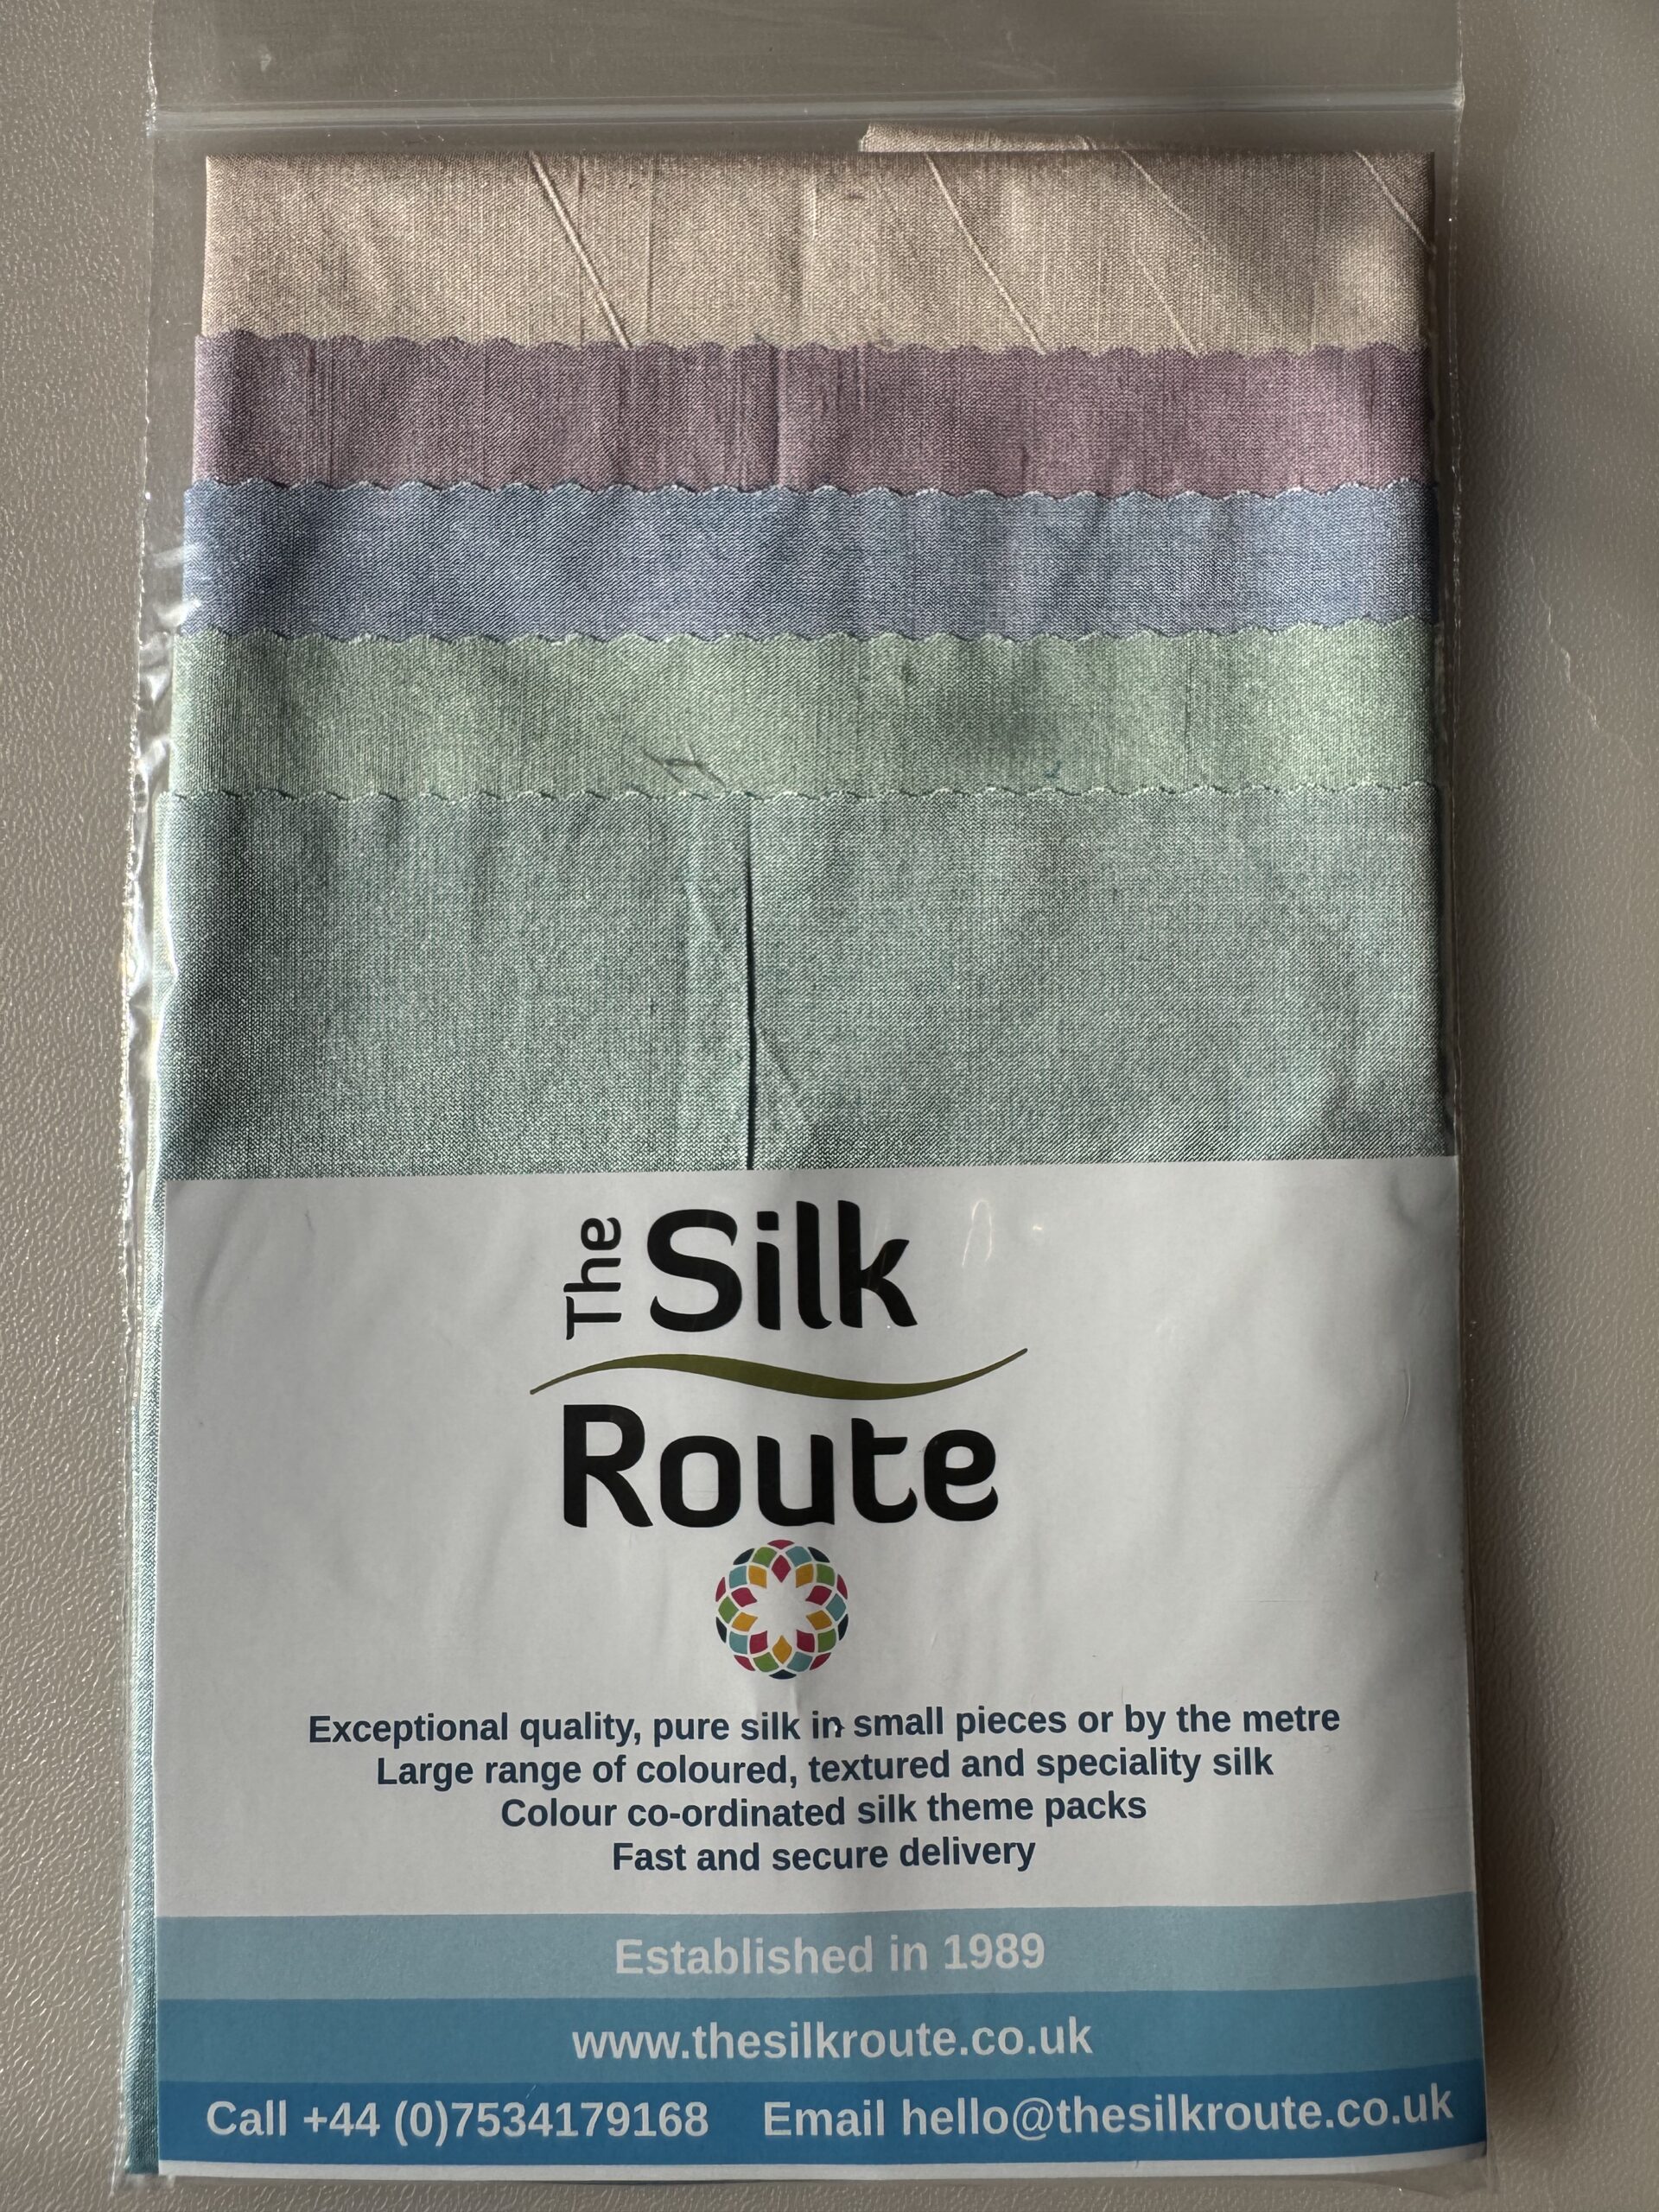 The Silk
Route
Exceptional quality, pure silk in small pieces or by the metre
Large range of coloured, textured and speciality silk
Colour co-ordinated silk theme packs
Fast and secure delivery
Established in 1989
www.thesilkroute.co.uk
Call +44 (0)7534179168 Email hello@thesilkroute.co.uk